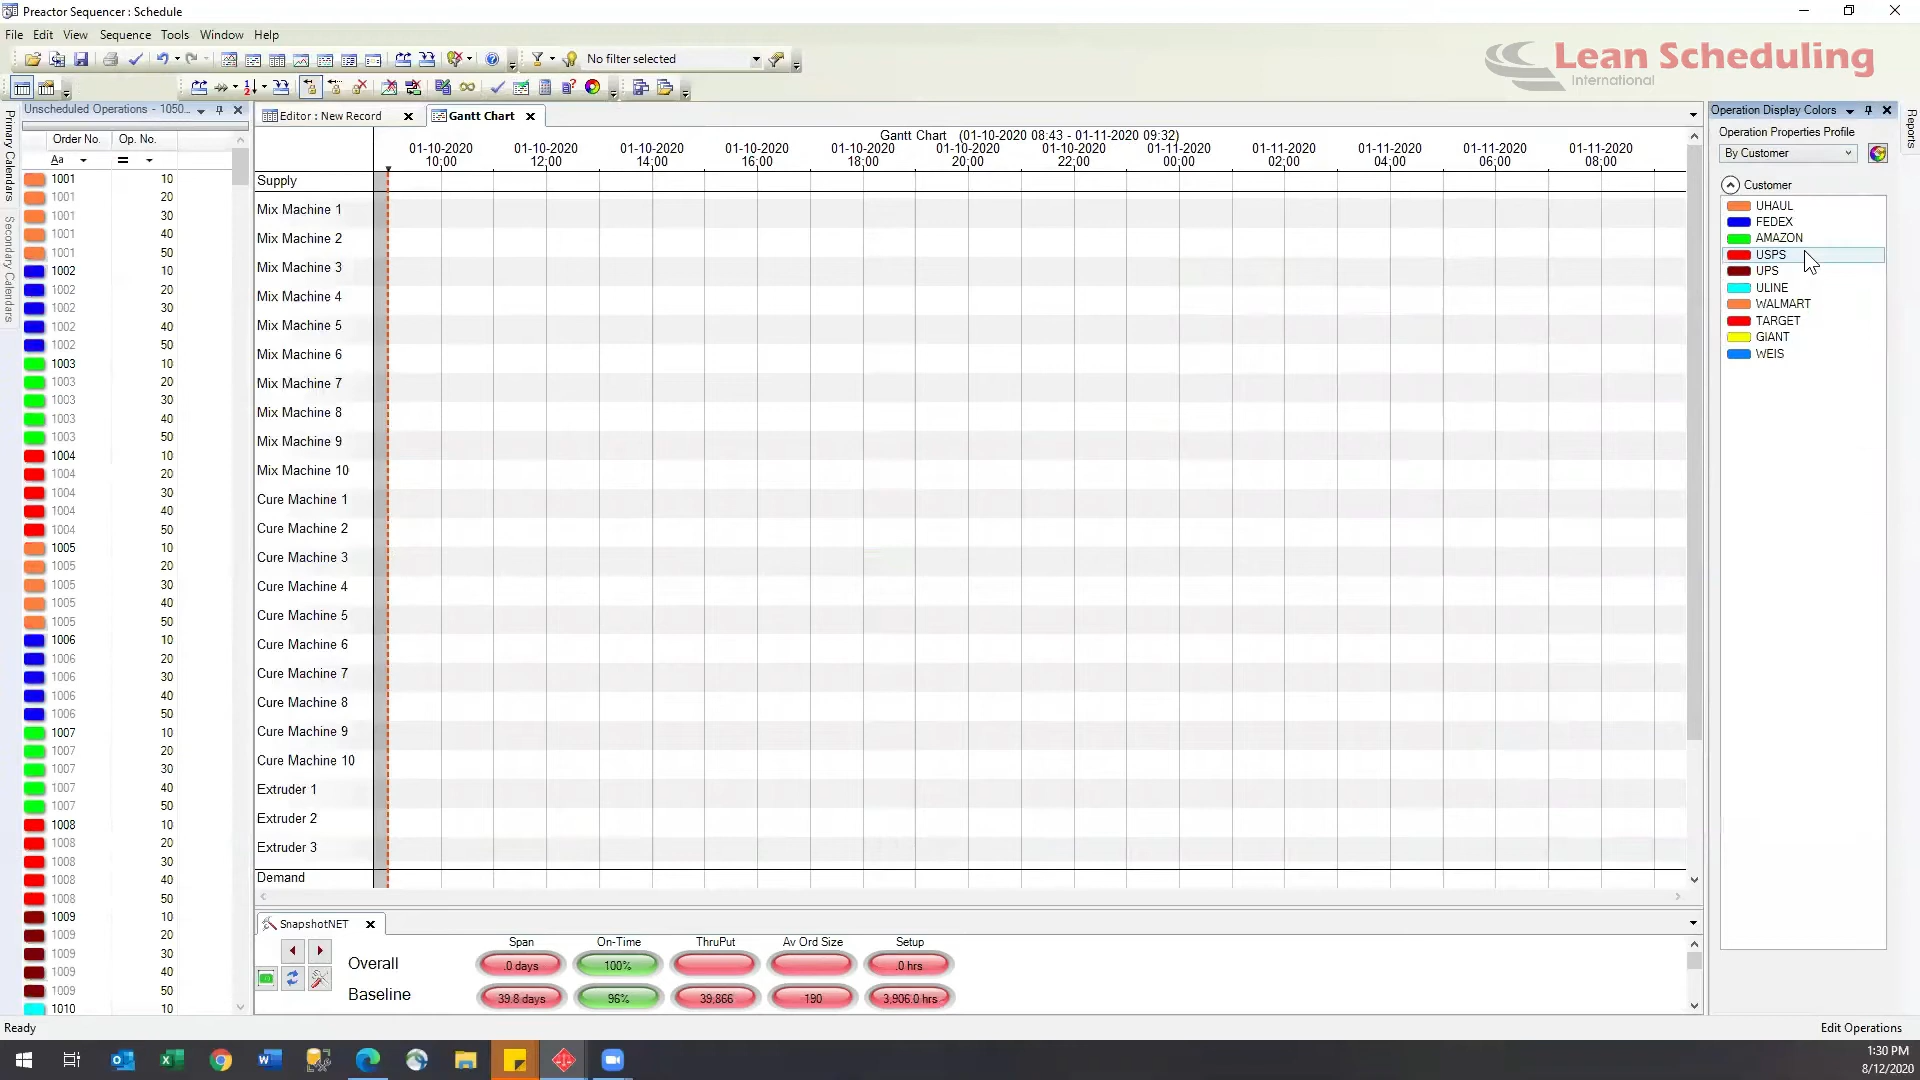 Preactor Sequencer : Schedule
File Edit View Sequence Tools Window Help
No filter selected
Lean Scheduling
International
Unscheduled Operations - 1050...
Order No. Op. No.
Aa =
1001 10
1001 20
1001 30
1001 40
1001 50
1002 10
1002 20
1002 30
1002 40
1002 50
1003 10
1003 20
1003 30
1003 40
1003 50
1004 10
1004 20
1004 30
1004 40
1004 50
1005 10
1005 20
1005 30
1005 40
1005 50
1006 10
1006 20
1006 30
1006 40
1006 50
1007 10
1007 20
1007 30
1007 40
1007 50
1008 10
1008 20
1008 30
1008 40
1008 50
1009 10
1009 20
1009 30
1009 40
1009 50
1010 10
Primary Calendars
Secondary Calendars
Editor : New Record
Gantt Chart
Gantt Chart (01-10-2020 08:43 - 01-11-2020 09:32)
01-10-2020 01-10-2020 01-10-2020 01-10-2020 01-10-2020 01-10-2020 01-10-2020 01-11-2020 01-11-2020 01-11-2020 01-11-2020 01-11-2020
10:00 12:00 14:00 16:00 18:00 20:00 22:00 00:00 02:00 04:00 06:00 08:00
Supply
Mix Machine 1
Mix Machine 2
Mix Machine 3
Mix Machine 4
Mix Machine 5
Mix Machine 6
Mix Machine 7
Mix Machine 8
Mix Machine 9
Mix Machine 10
Cure Machine 1
Cure Machine 2
Cure Machine 3
Cure Machine 4
Cure Machine 5
Cure Machine 6
Cure Machine 7
Cure Machine 8
Cure Machine 9
Cure Machine 10
Extruder 1
Extruder 2
Extruder 3
Demand
SnapshotNET
Span On-Time ThruPut Av Ord Size Setup
Overall .0 days 100% .0 hrs
Baseline 39.8 days 96% 39,866 190 3,906.0 hrs
Operation Display Colors
Operation Properties Profile
By Customer
Customer
UHAUL
FEDEX
AMAZON
USPS
UPS
ULINE
WALMART
TARGET
GIANT
WEIS
Reports
Ready
Edit Operations
1:30 PM
8/12/2020